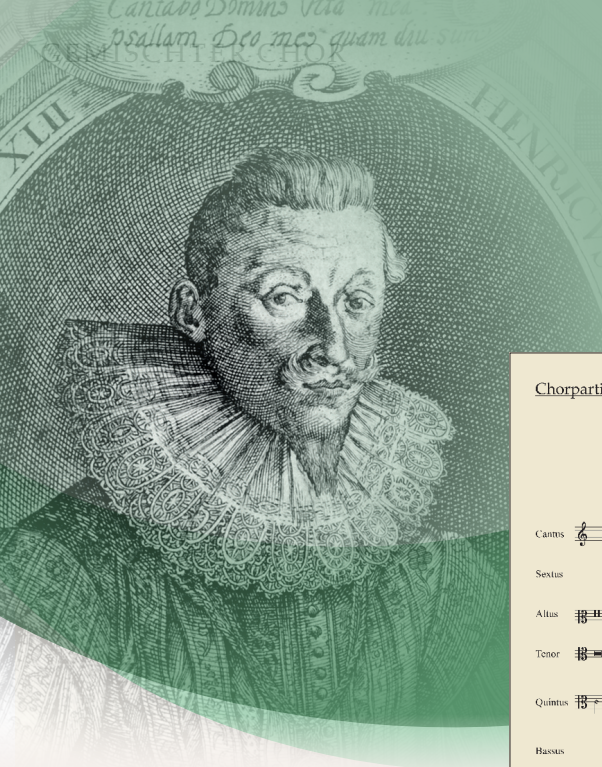 Cantabo Domino vita mea
psallam Deo meo quam diu sum
GEMISCHTER CHOR
XLII
HENRICV
Chorparti
Cantus
Sextus
Altus
Tenor
Quintus
Bassus